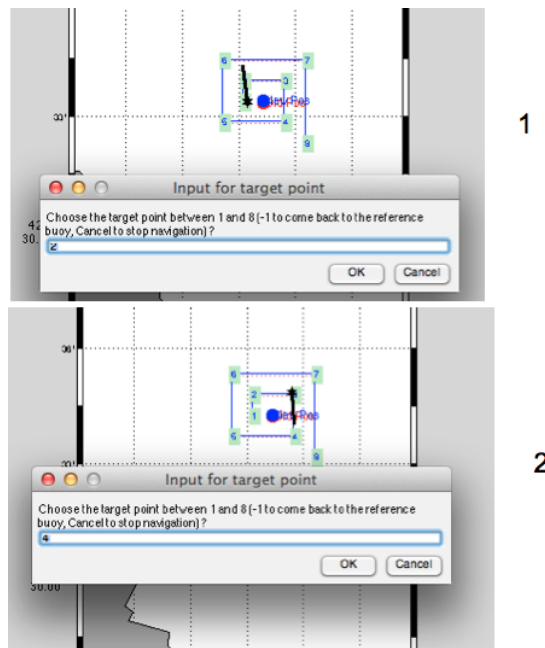 6 7
3
33'
5 4
8
1
Input for target point
42
30.
Choose the target point between 1 and 8 (-1 to come back to the reference
buoy, Cancel to stop navigation) ?
2
OK Cancel
36'
6 7
2
1
5 4
33'
8
2
Input for target point
Choose the target point between 1 and 8 (-1 to come back to the reference
buoy, Cancel to stop navigation) ?
4
OK Cancel
30.00